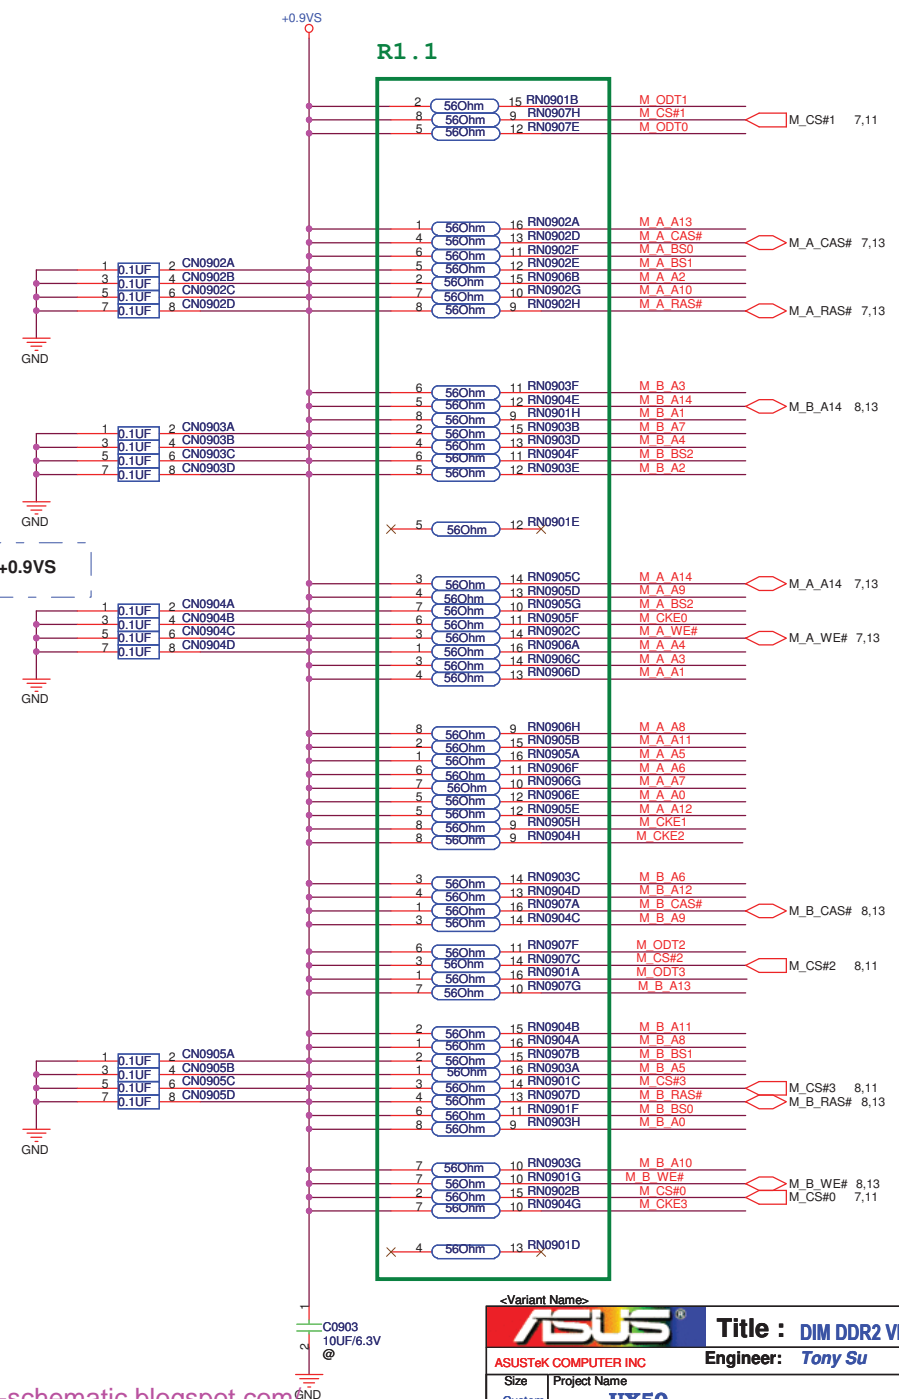 +0.9VS
R1.1
2 56Ohm 15 RN0901B M_ODT1
8 56Ohm 9 RN0907H M_CS#1 M_CS#1 7,11
5 56Ohm 12 RN0907E M_ODT0
1 56Ohm 16 RN0902A M_A_A13
4 56Ohm 13 RN0902D M_A_CAS# M_A_CAS# 7,13
6 56Ohm 11 RN0902F M_A_BS0
5 56Ohm 12 RN0902E M_A_BS1
2 56Ohm 15 RN0906B M_A_A2
7 56Ohm 10 RN0902G M_A_A10
8 56Ohm 9 RN0902H M_A_RAS# M_A_RAS# 7,13
1 0.1UF 2 CN0902A
3 0.1UF 4 CN0902B
5 0.1UF 6 CN0902C
7 0.1UF 8 CN0902D
GND
6 56Ohm 11 RN0903F M_B_A3
5 56Ohm 12 RN0904E M_B_A14 M_B_A14 8,13
8 56Ohm 9 RN0901H M_B_A1
2 56Ohm 15 RN0903B M_B_A7
4 56Ohm 13 RN0903D M_B_A4
6 56Ohm 11 RN0904F M_B_BS2
5 56Ohm 12 RN0903E M_B_A2
1 0.1UF 2 CN0903A
3 0.1UF 4 CN0903B
5 0.1UF 6 CN0903C
7 0.1UF 8 CN0903D
GND
5 56Ohm 12 RN0901E
+0.9VS
3 56Ohm 14 RN0905C M_A_A14 M_A_A14 7,13
4 56Ohm 13 RN0905D M_A_A9
7 56Ohm 10 RN0905G M_A_BS2
6 56Ohm 11 RN0905F M_CKE0
3 56Ohm 14 RN0902C M_A_WE# M_A_WE# 7,13
1 56Ohm 16 RN0906A M_A_A4
3 56Ohm 14 RN0906C M_A_A3
4 56Ohm 13 RN0906D M_A_A1
1 0.1UF 2 CN0904A
3 0.1UF 4 CN0904B
5 0.1UF 6 CN0904C
7 0.1UF 8 CN0904D
GND
8 56Ohm 9 RN0906H M_A_A8
2 56Ohm 15 RN0905B M_A_A11
1 56Ohm 16 RN0905A M_A_A5
6 56Ohm 11 RN0906F M_A_A6
7 56Ohm 10 RN0906G M_A_A7
5 56Ohm 12 RN0906E M_A_A0
5 56Ohm 12 RN0905E M_A_A12
8 56Ohm 9 RN0905H M_CKE1
8 56Ohm 9 RN0904H M_CKE2
3 56Ohm 14 RN0903C M_B_A6
4 56Ohm 13 RN0904D M_B_A12
1 56Ohm 16 RN0907A M_B_CAS# M_B_CAS# 8,13
3 56Ohm 14 RN0904C M_B_A9
6 56Ohm 11 RN0907F M_ODT2
3 56Ohm 14 RN0907C M_CS#2 M_CS#2 8,11
1 56Ohm 16 RN0901A M_ODT3
7 56Ohm 10 RN0907G M_B_A13
2 56Ohm 15 RN0904B M_B_A11
1 56Ohm 16 RN0904A M_B_A8
2 56Ohm 15 RN0907B M_B_BS1
1 56Ohm 16 RN0903A M_B_A5
3 56Ohm 14 RN0901C M_CS#3 M_CS#3 8,11
4 56Ohm 13 RN0907D M_B_RAS# M_B_RAS# 8,13
6 56Ohm 11 RN0901F M_B_BS0
8 56Ohm 9 RN0903H M_B_A0
1 0.1UF 2 CN0905A
3 0.1UF 4 CN0905B
5 0.1UF 6 CN0905C
7 0.1UF 8 CN0905D
GND
7 56Ohm 10 RN0903G M_B_A10
7 56Ohm 10 RN0901G M_B_WE# M_B_WE# 8,13
2 56Ohm 15 RN0902B M_CS#0 M_CS#0 7,11
7 56Ohm 10 RN0904G M_CKE3
4 56Ohm 13 RN0901D
1
C0903
10UF/6.3V
2 @
GND
<Variant Name>
ASUS ®
Title : DIM DDR2
ASUSTeK COMPUTER INC
Engineer: Tony Su
Size Project Name
Custom UX50
-schematic.blogspot.com